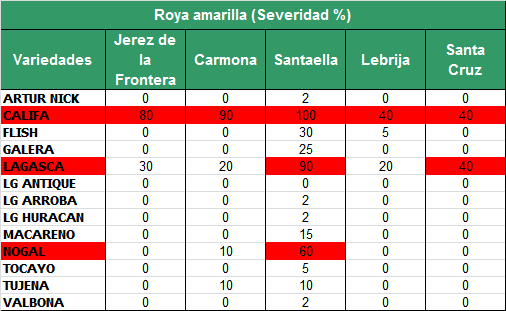 Roya amarilla (Severidad %)
Variedades Jerez de la Frontera Carmona Santaella Lebrija Santa Cruz
ARTUR NICK 0 0 2 0 0
CALIFA 80 90 100 40 40
FLISH 0 0 30 5 0
GALERA 0 0 25 0 0
LAGASCA 30 20 90 20 40
LG ANTIQUE 0 0 0 0 0
LG ARROBA 0 0 2 0 0
LG HURACAN 0 0 2 0 0
MACARENO 0 0 15 0 0
NOGAL 0 10 60 0 0
TOCAYO 0 0 5 0 0
TUJENA 0 10 10 0 0
VALBONA 0 0 2 0 0